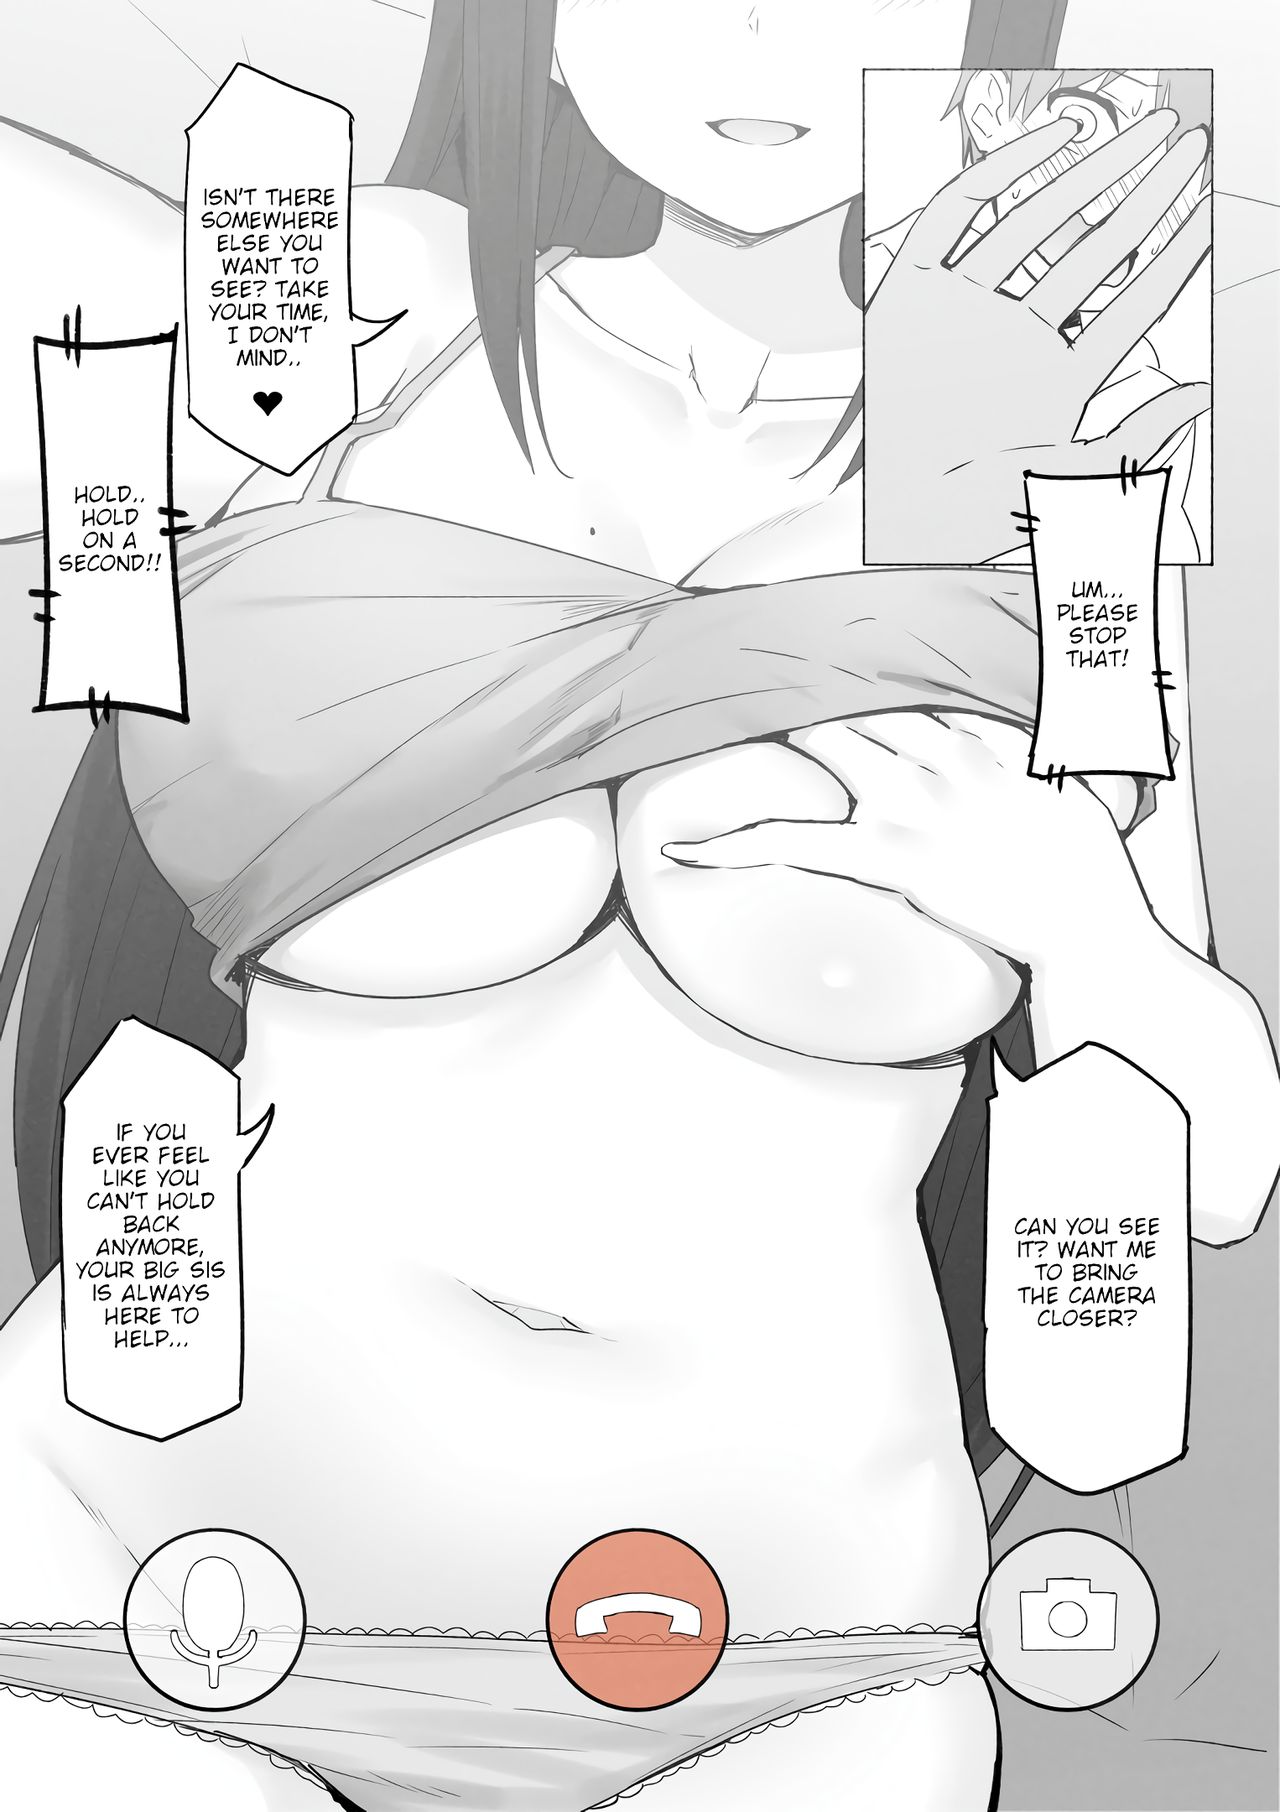 ISN'T THERE
SOMEWHERE
ELSE YOU
WANT TO
SEE? TAKE
YOUR TIME,
I DON'T
MIND..
♥
HOLD..
HOLD
ON A
SECOND!!
UM...
PLEASE
STOP
THAT!
IF YOU
EVER FEEL
LIKE YOU
CAN'T HOLD
BACK
ANYMORE,
YOUR BIG SIS
IS ALWAYS
HERE TO
HELP...
CAN YOU SEE
IT? WANT ME
TO BRING
THE CAMERA
CLOSER?